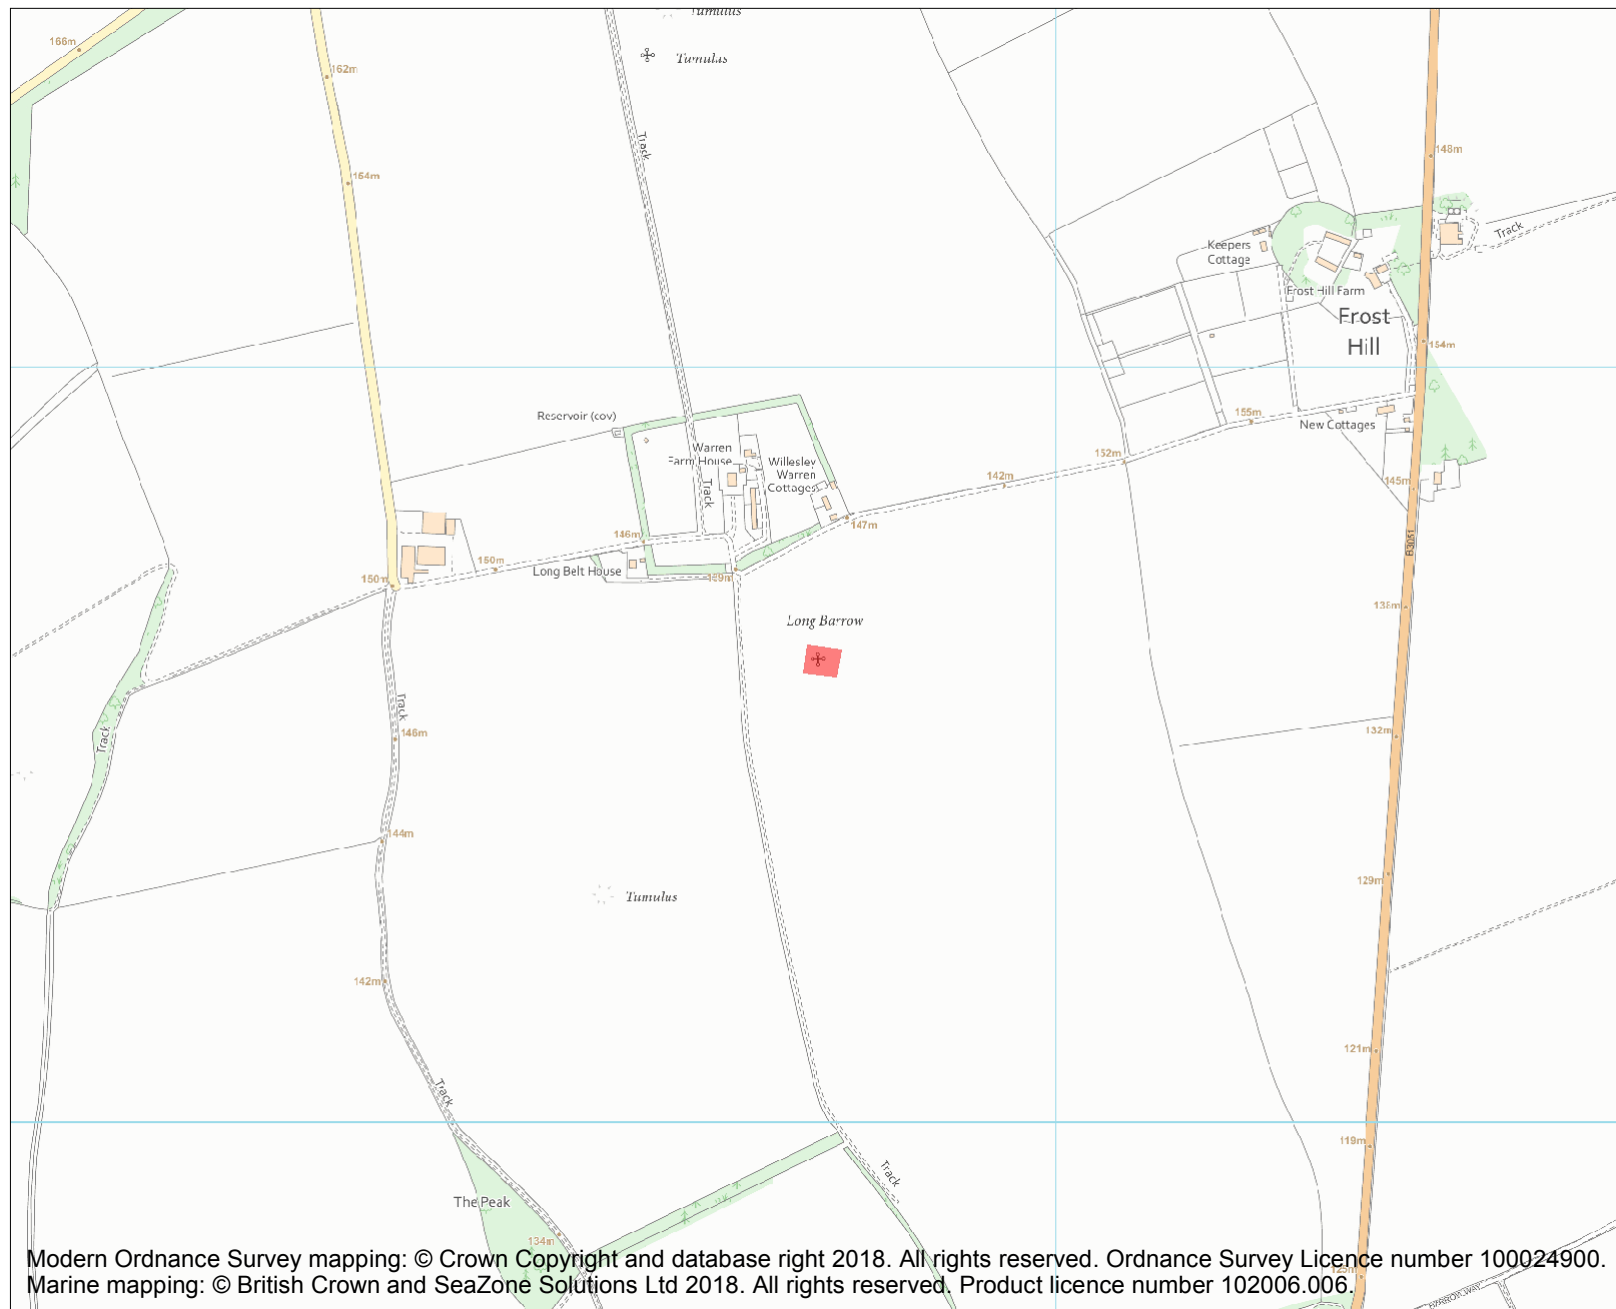 Tumulus
Tumulus
166m
162m
Track
148m
164m
Track
Keepers
Cottage
Frost Hill Farm
Frost
Hill
154m
Reservoir (cov)
155m
New Cottages
Warren
Farm House
Willesley
Warren
Cottages
152m
142m
145m
Track
147m
146m
B3051
150m
Long Belt House
150m
138m
Long Barrow
Track
146m
132m
Track
144m
129m
Tumulus
142m
121m
Track
119m
Track
The Peak
134m
Modern Ordnance Survey mapping: © Crown Copyright and database right 2018. All rights reserved. Ordnance Survey Licence number 100024900.
Marine mapping: © British Crown and SeaZone Solutions Ltd 2018. All rights reserved. Product licence number 102006.006.